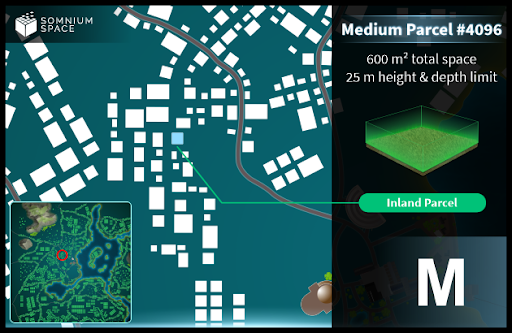 SOMNIUM
SPACE
Medium Parcel #4096
600 m² total space
25 m height & depth limit
Inland Parcel
M